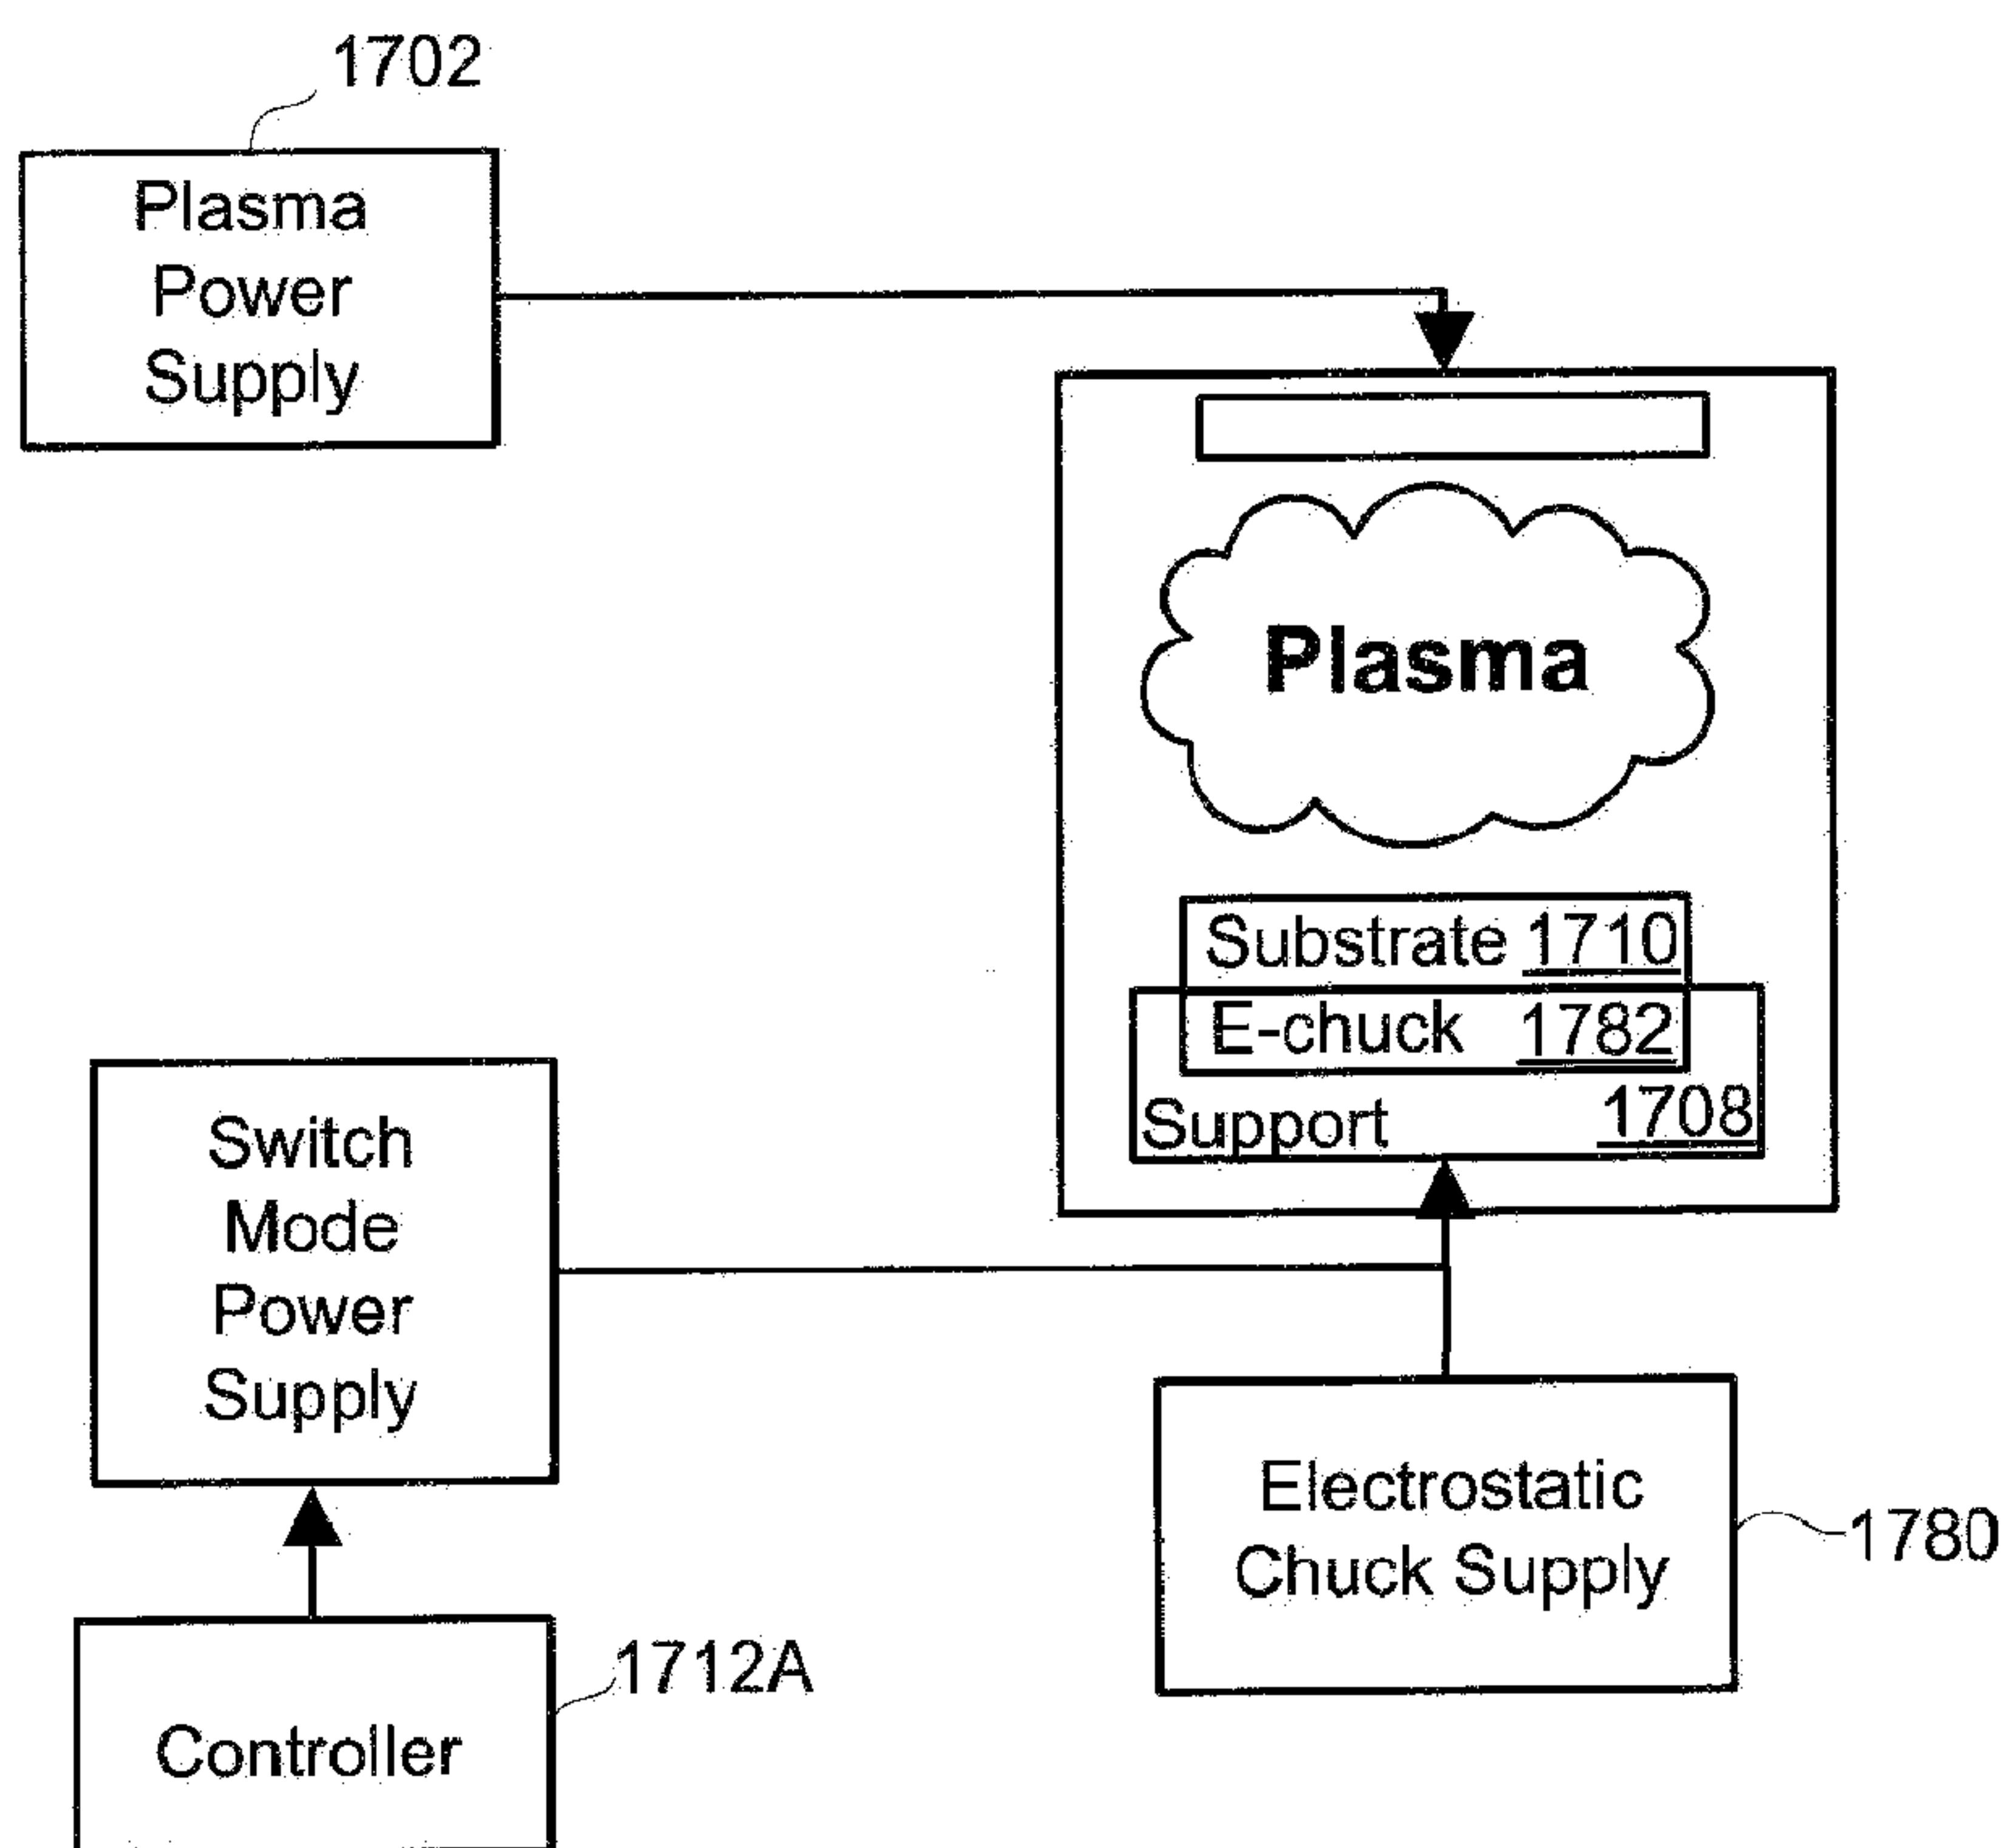 1702
Plasma
Power
Supply
Plasma
Substrate 1710
E-chuck 1782
Support 1708
Switch
Mode
Power
Supply
Electrostatic
Chuck Supply
1780
1712A
Controller